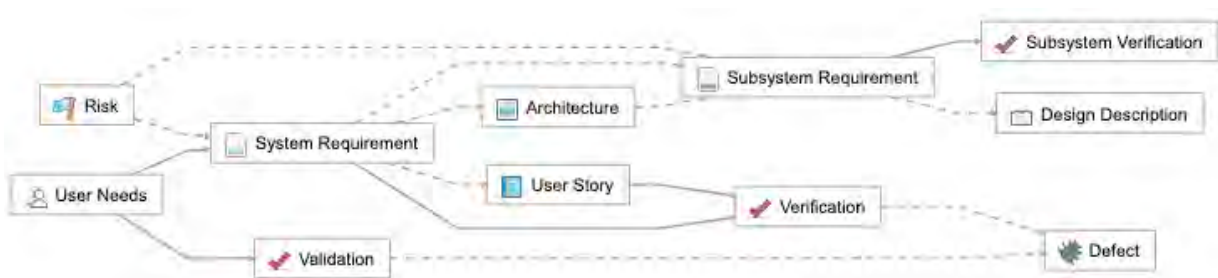 Subsystem Verification
Subsystem Requirement
Risk
Architecture
Design Description
System Requirement
User Story
User Needs
Verification
Validation
Defect